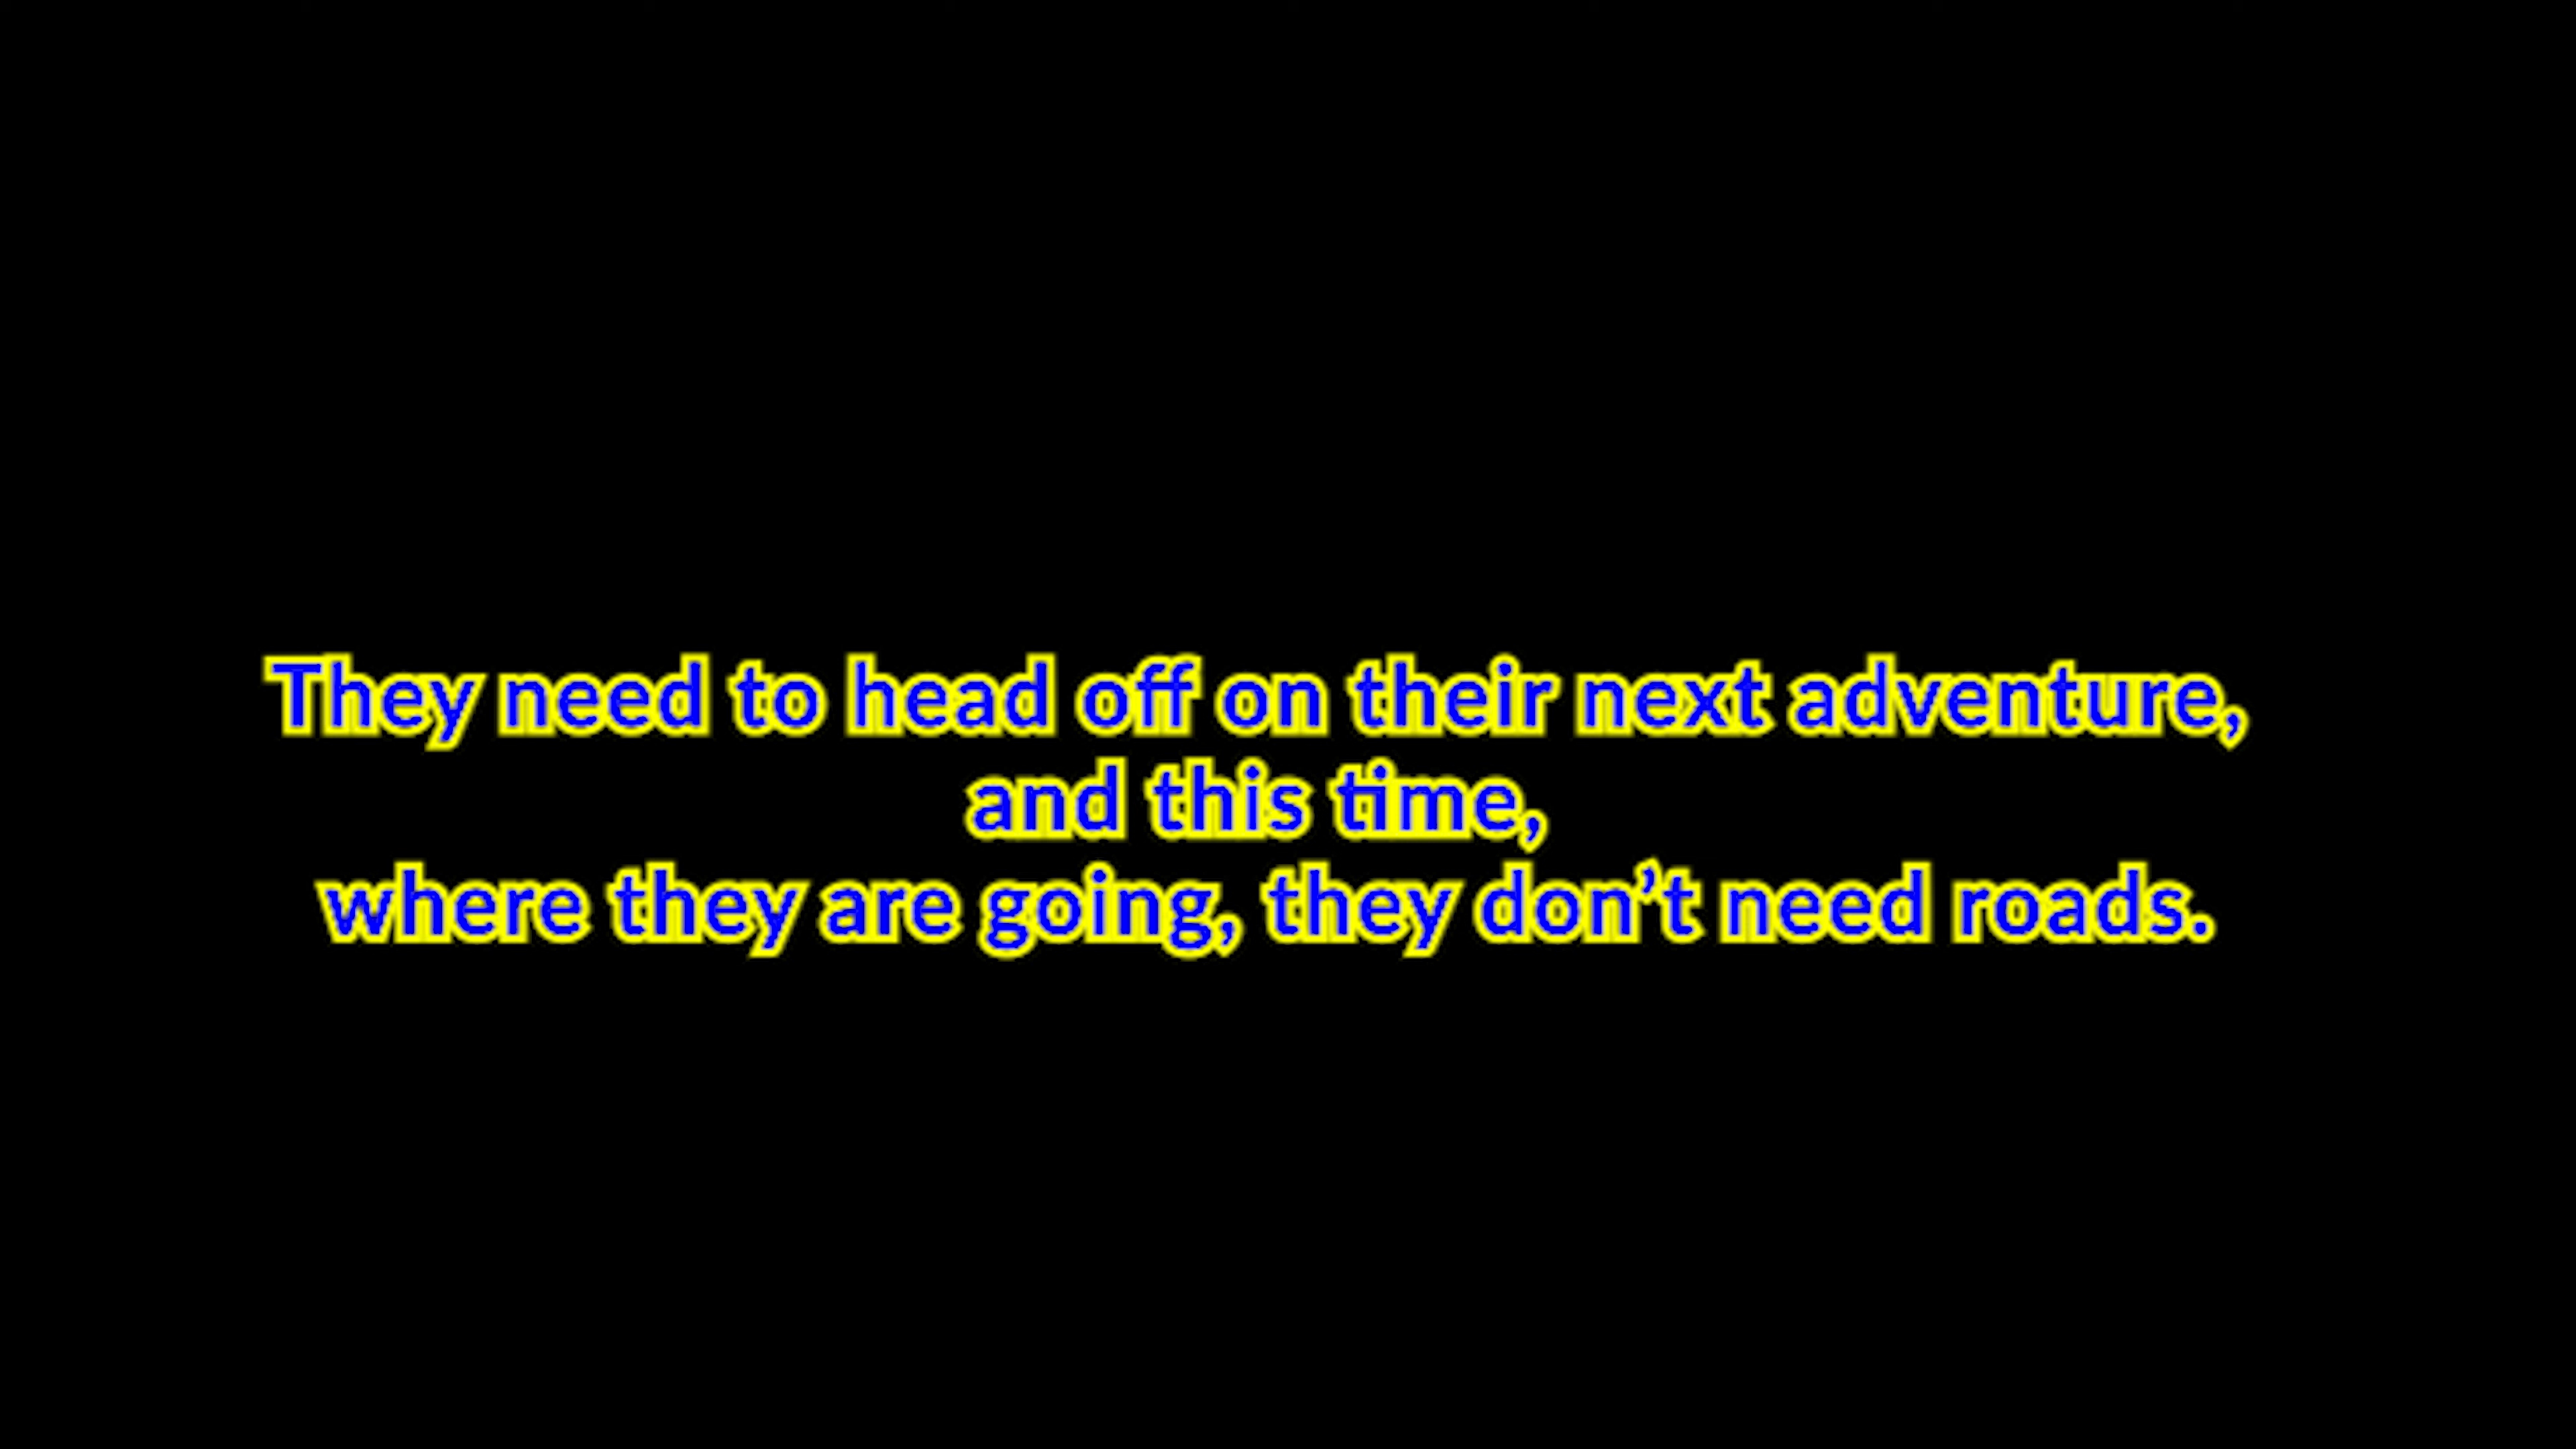 They need to head off on their next adventure,
and this time,
where they are going, they don’t need roads.